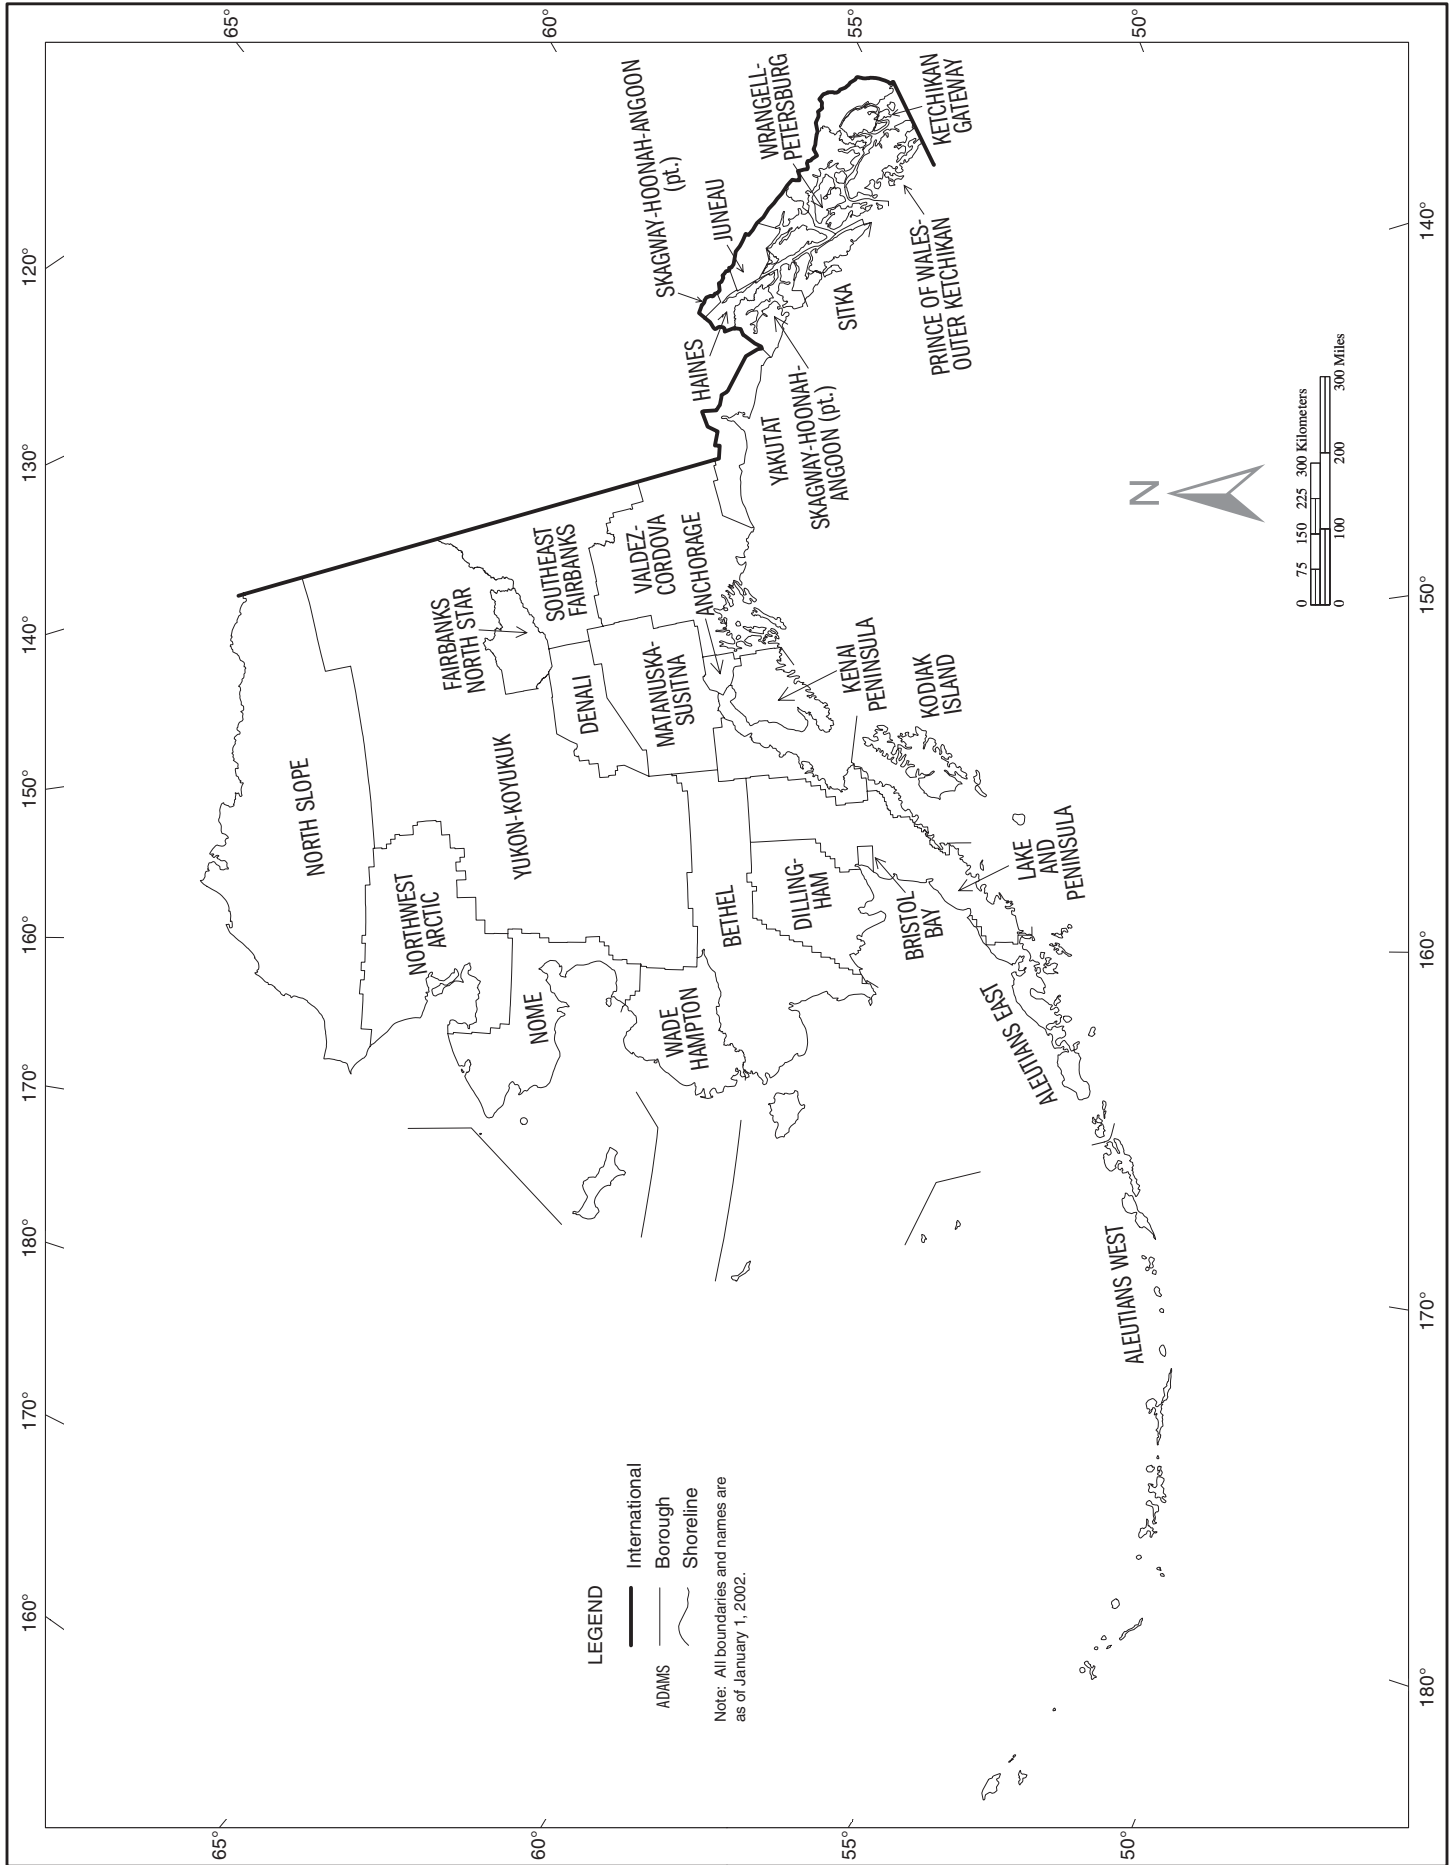 120°
130°
140°
150°
160°
170°
180°
170°
160°
65°
60°
55°
50°
65°
60°
55°
50°
140°
150°
160°
170°
180°
NORTH SLOPE
NORTHWEST
ARCTIC
YUKON-KOYUKUK
NOME
FAIRBANKS
NORTH STAR
SOUTHEAST
FAIRBANKS
DENALI
MATANUSKA-
SUSITNA
VALDEZ-
CORDOVA
ANCHORAGE
WADE
HAMPTON
BETHEL
DILLING-
HAM
BRISTOL
BAY
KENAI
PENINSULA
KODIAK
ISLAND
LAKE
AND
PENINSULA
ALEUTIANS EAST
ALEUTIANS WEST
YAKUTAT
SKAGWAY-HOONAH-
ANGOON (pt.)
HAINES
SKAGWAY-HOONAH-ANGOON
(pt.)
JUNEAU
SITKA
WRANGELL-
PETERSBURG
PRINCE OF WALES-
OUTER KETCHIKAN
KETCHIKAN
GATEWAY
LEGEND
International
ADAMS Borough
Shoreline
Note: All boundaries and names are
as of January 1, 2002.
N
0 75 150 225 300 Kilometers
0 100 200 300 Miles